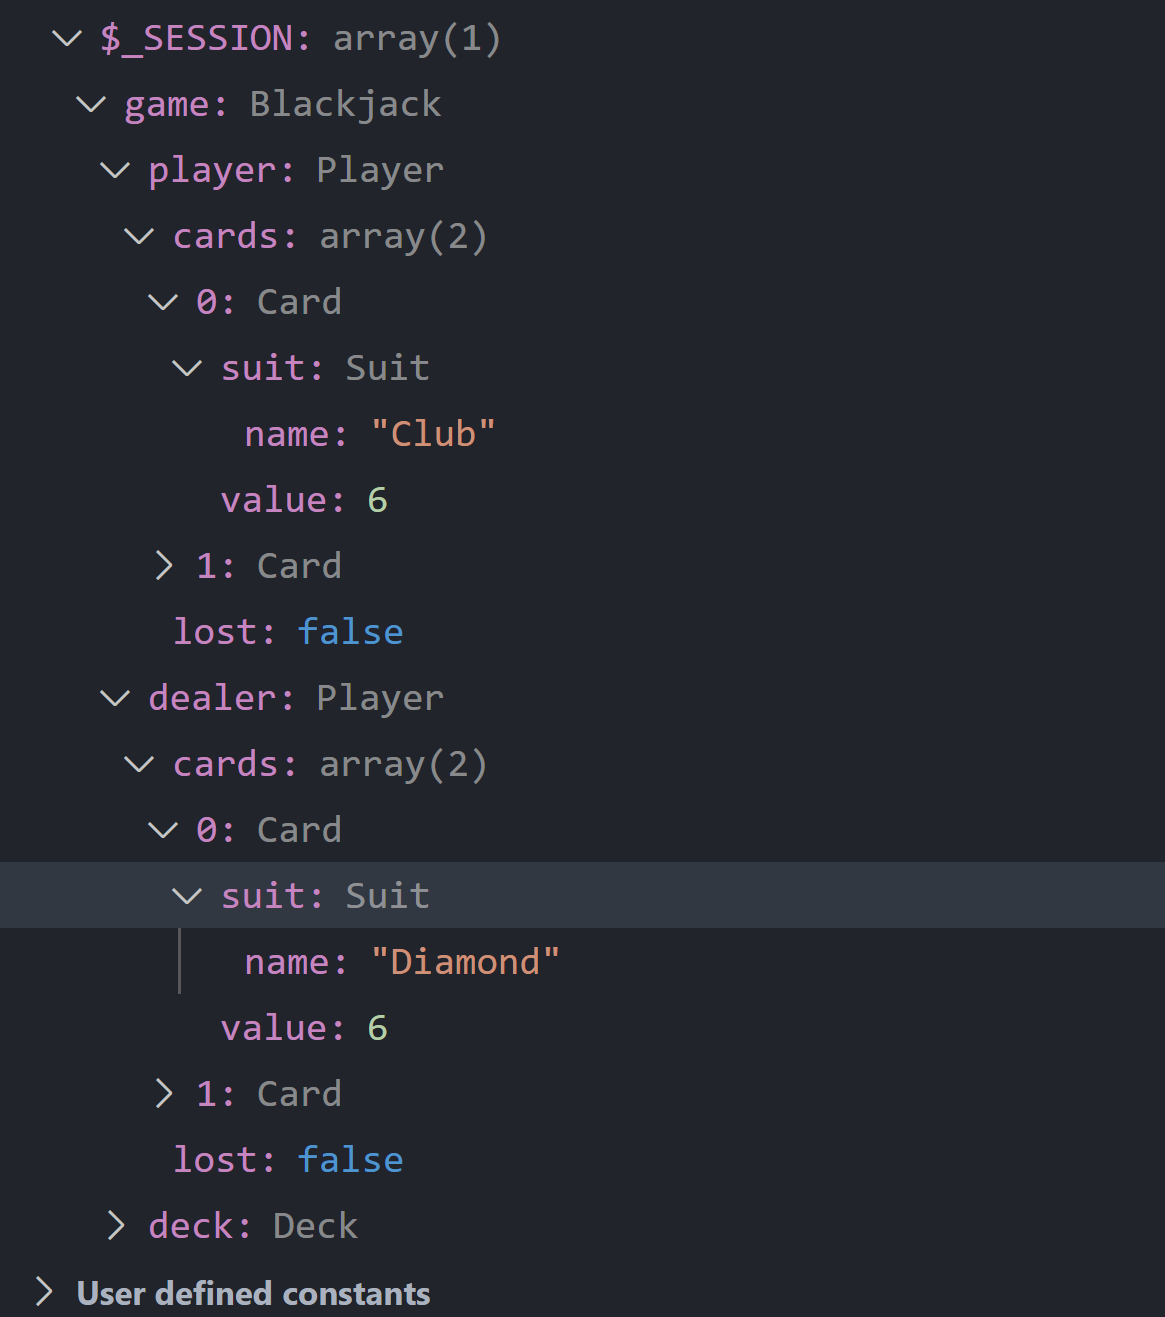 $_SESSION: array(1)
game: Blackjack
player: Player
cards: array(2)
0: Card
suit: Suit
name: "Club"
value: 6
1: Card
lost: false
dealer: Player
cards: array(2)
0: Card
suit: Suit
name: "Diamond"
value: 6
1: Card
lost: false
deck: Deck
User defined constants